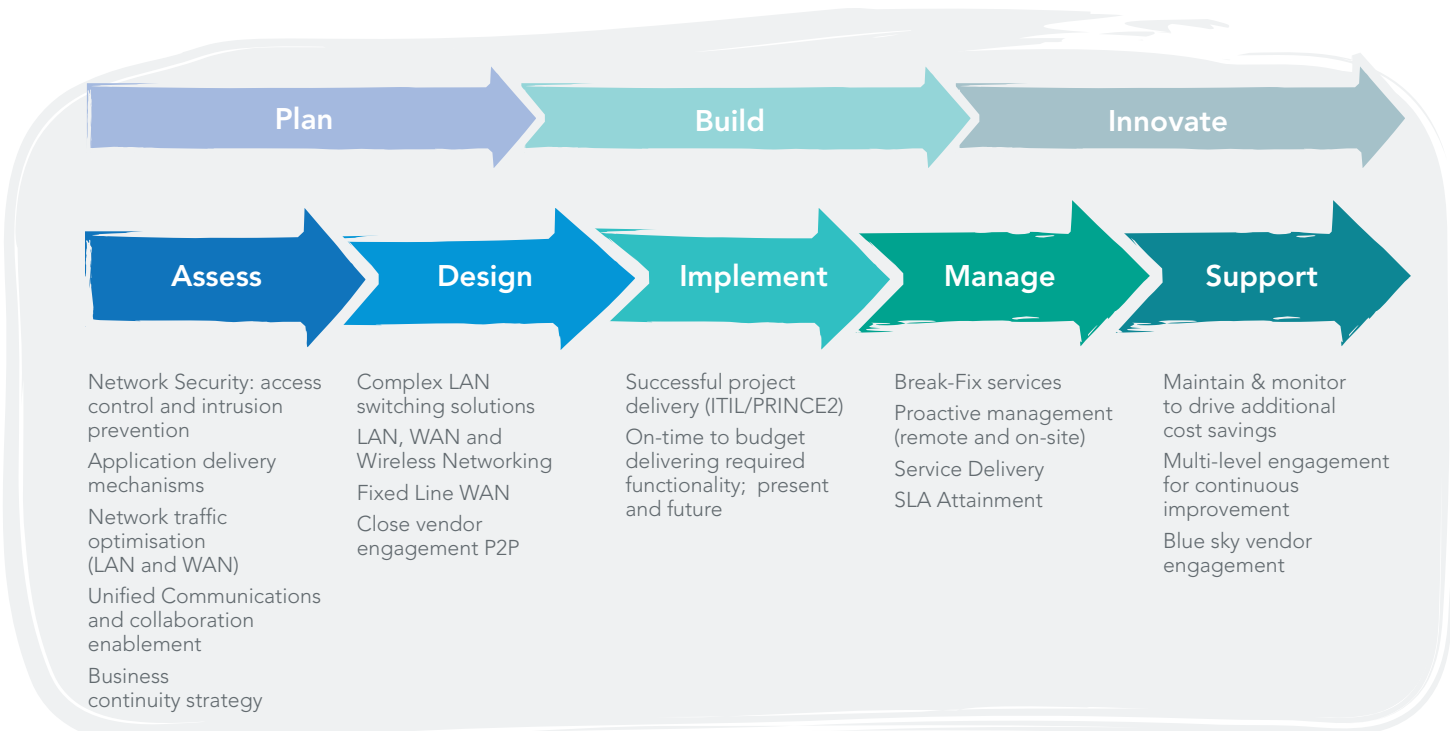 Plan
Build
Innovate
Assess
Design
Implement
Manage
Support
Network Security: access
control and intrusion
prevention
Application delivery
mechanisms
Network traffic
optimisation
(LAN and WAN)
Unified Communications
and collaboration
enablement
Business
continuity strategy
Complex LAN
switching solutions
LAN, WAN and
Wireless Networking
Fixed Line WAN
Close vendor
engagement P2P
Successful project
delivery (ITIL/PRINCE2)
On-time to budget
delivering required
functionality;  present
and future
Break-Fix services
Proactive management
(remote and on-site)
Service Delivery
SLA Attainment
Maintain & monitor
to drive additional
cost savings
Multi-level engagement
for continuous
improvement
Blue sky vendor
engagement